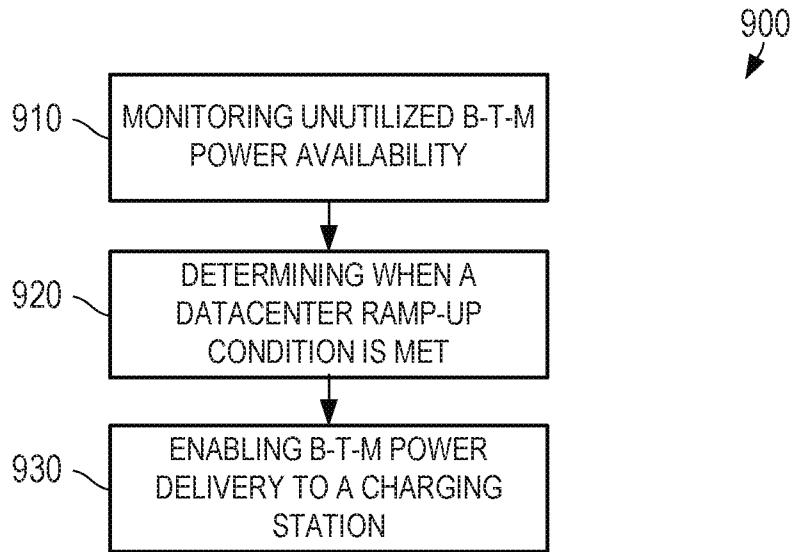 900
910
MONITORING UNUTILIZED B-T-M
POWER AVAILABILITY
920
DETERMINING WHEN A
DATACENTER RAMP-UP
CONDITION IS MET
930
ENABLING B-T-M POWER
DELIVERY TO A CHARGING
STATION